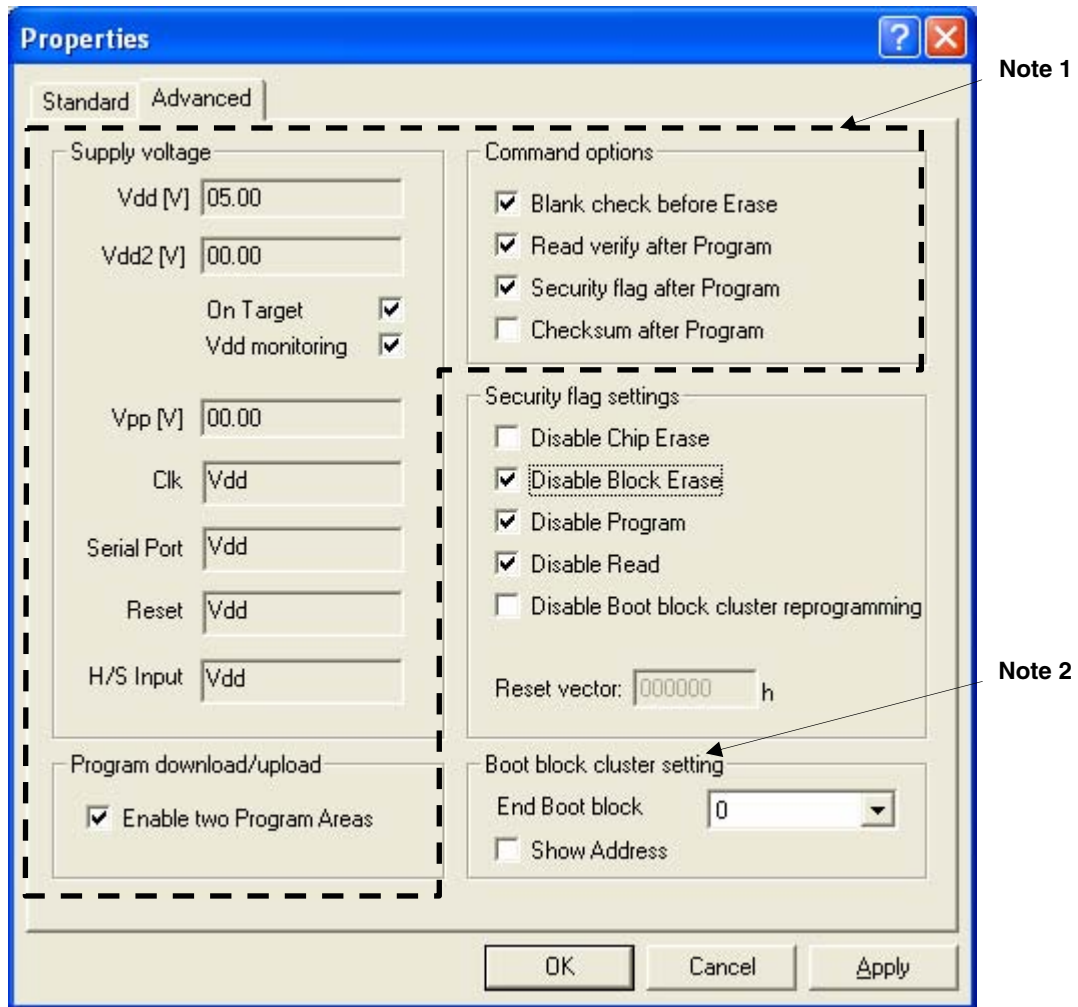 Properties
Note 1
Standard
Advanced
Supply voltage
Vdd [V] 05.00
Vdd2 [V] 00.00
On Target
Vdd monitoring
Vpp [V] 00.00
Clk Vdd
Serial Port Vdd
Reset Vdd
H/S Input Vdd
Program download/upload
Enable two Program Areas
Command options
Blank check before Erase
Read verify after Program
Security flag after Program
Checksum after Program
Security flag settings
Disable Chip Erase
Disable Block Erase
Disable Program
Disable Read
Disable Boot block cluster reprogramming
Reset vector: 000000 h
Note 2
Boot block cluster setting
End Boot block 0
Show Address
OK
Cancel
Apply